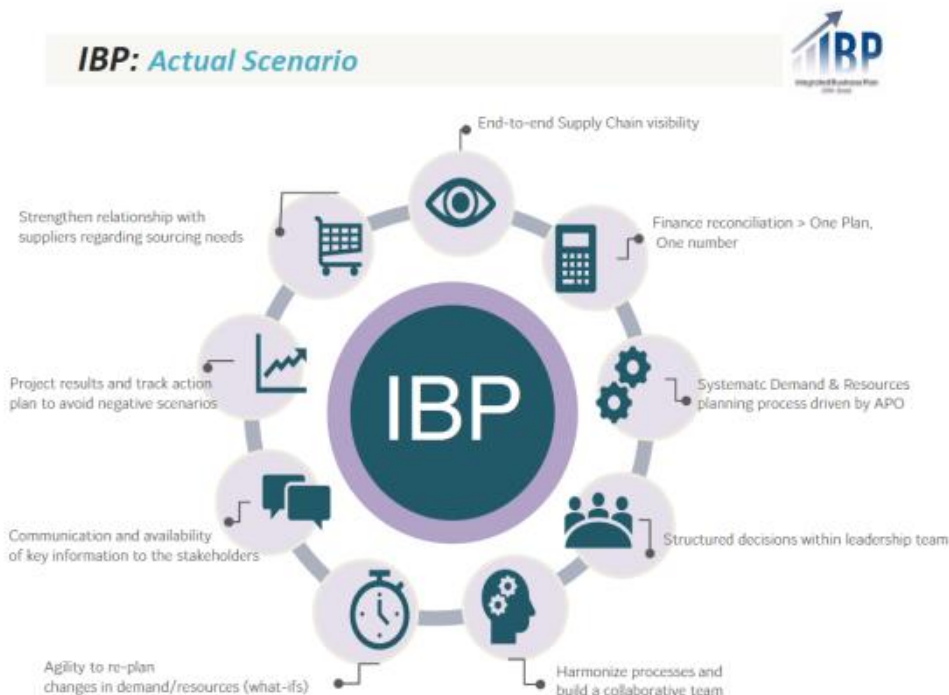 IBP: Actual Scenario
IBP
Integrated Business Plan
End-to-end Supply Chain visibility
Finance reconciliation > One Plan,
One number
Systematc Demand & Resources
planning process driven by APO
Structured decisions within leadership team
Harmonize processes and
build a collaborative team
Agility to re-plan
changes in demand/resources (what-ifs)
Communication and availability
of key information to the stakeholders
Project results and track action
plan to avoid negative scenarios
Strengthen relationship with
suppliers regarding sourcing needs
IBP